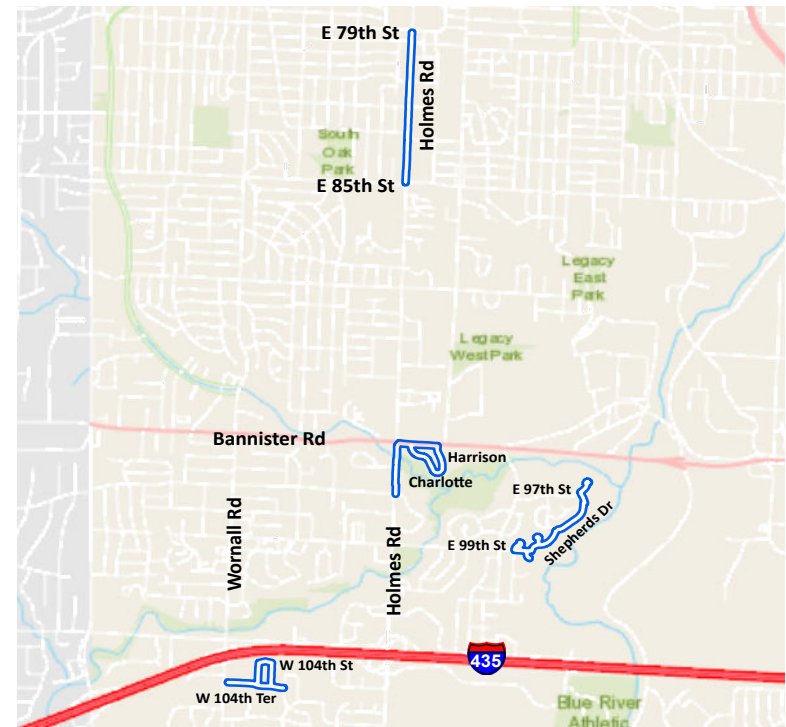 E 79th St
Holmes Rd
South
Oak
Park
E 85th St
Legacy
East
Park
Legacy
West Park
Bannister Rd
Harrison
Charlotte
E 97th St
Wornall Rd
Holmes Rd
E 99th St
Shepherds Dr
W 104th St
435
W 104th Ter
Blue River
Athletic